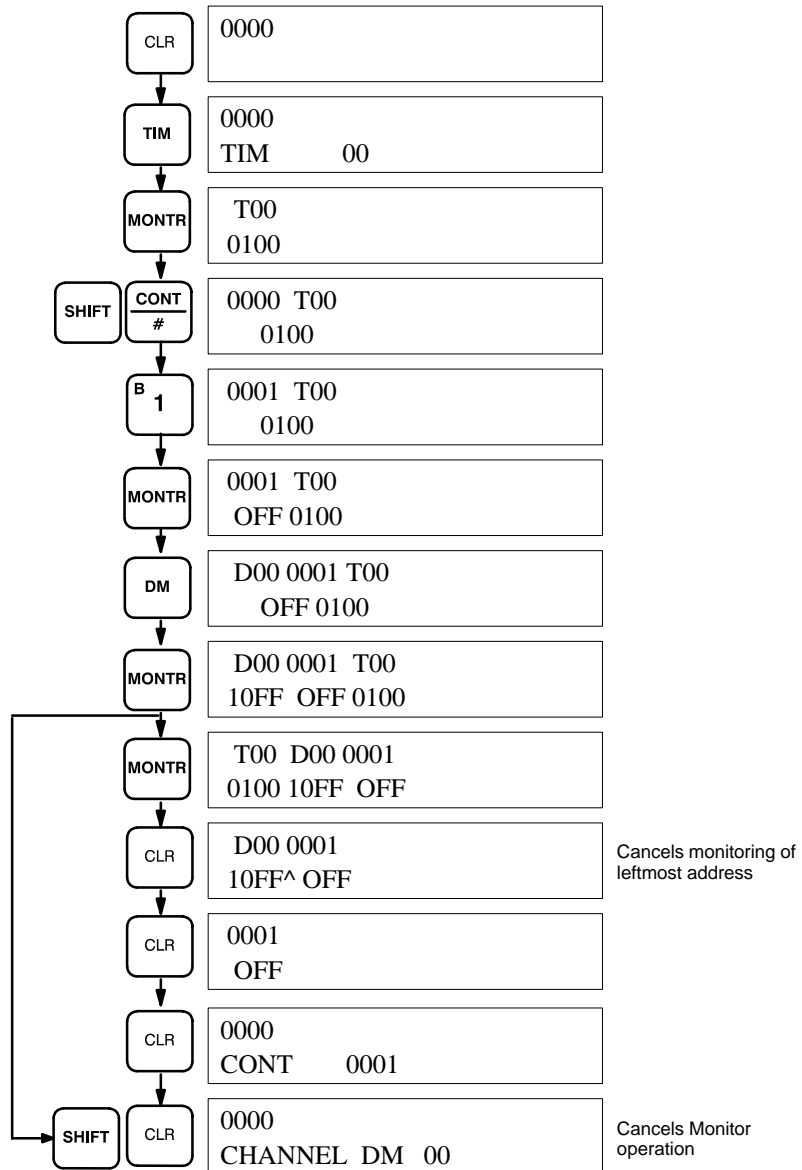 CLR
0000
TIM
0000
TIM 00
MONTR
T00
0100
SHIFT
CONT
#
0000 T00
0100
B
1
0001 T00
0100
MONTR
0001 T00
OFF 0100
DM
D00 0001 T00
OFF 0100
MONTR
D00 0001 T00
10FF OFF 0100
MONTR
T00 D00 0001
0100 10FF OFF
CLR
D00 0001
10FF^ OFF
Cancels monitoring of
leftmost address
CLR
0001
OFF
CLR
0000
CONT 0001
SHIFT
CLR
0000
CHANNEL DM 00
Cancels Monitor
operation